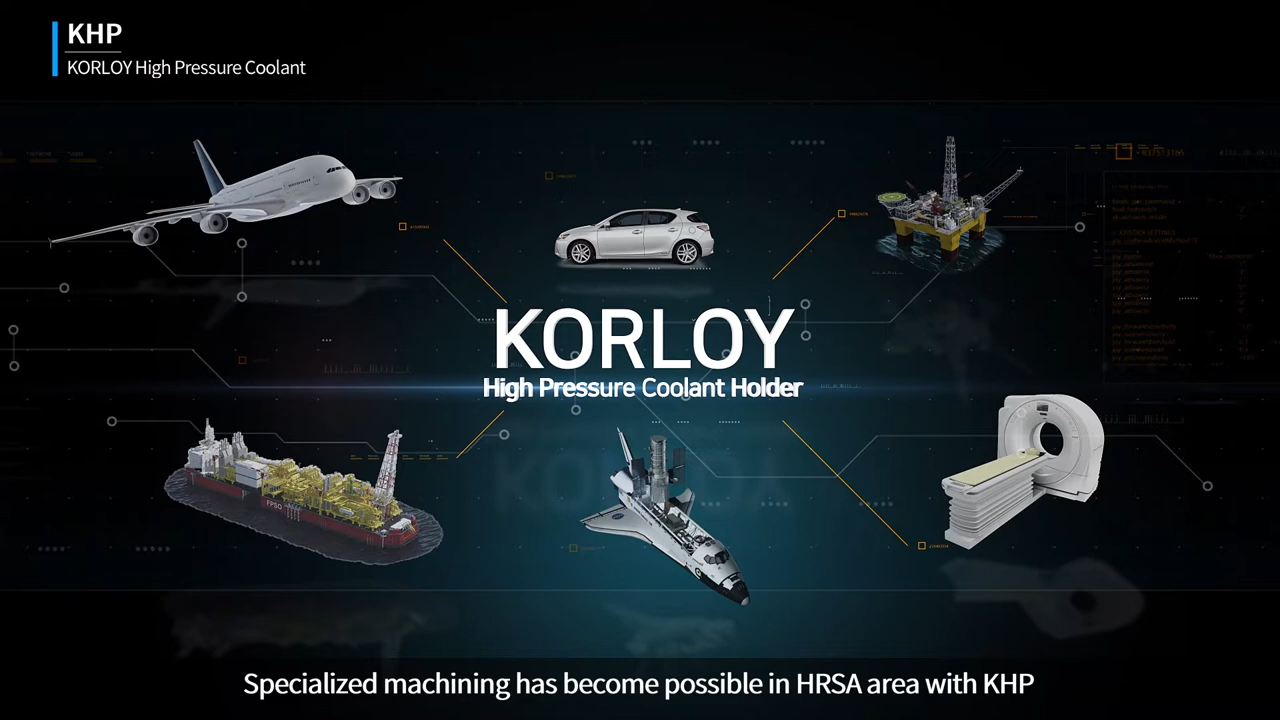 KHP
KORLOY High Pressure Coolant
KORLOY
High Pressure Coolant Holder
FPSO
Specialized machining has become possible in HRSA area with KHP